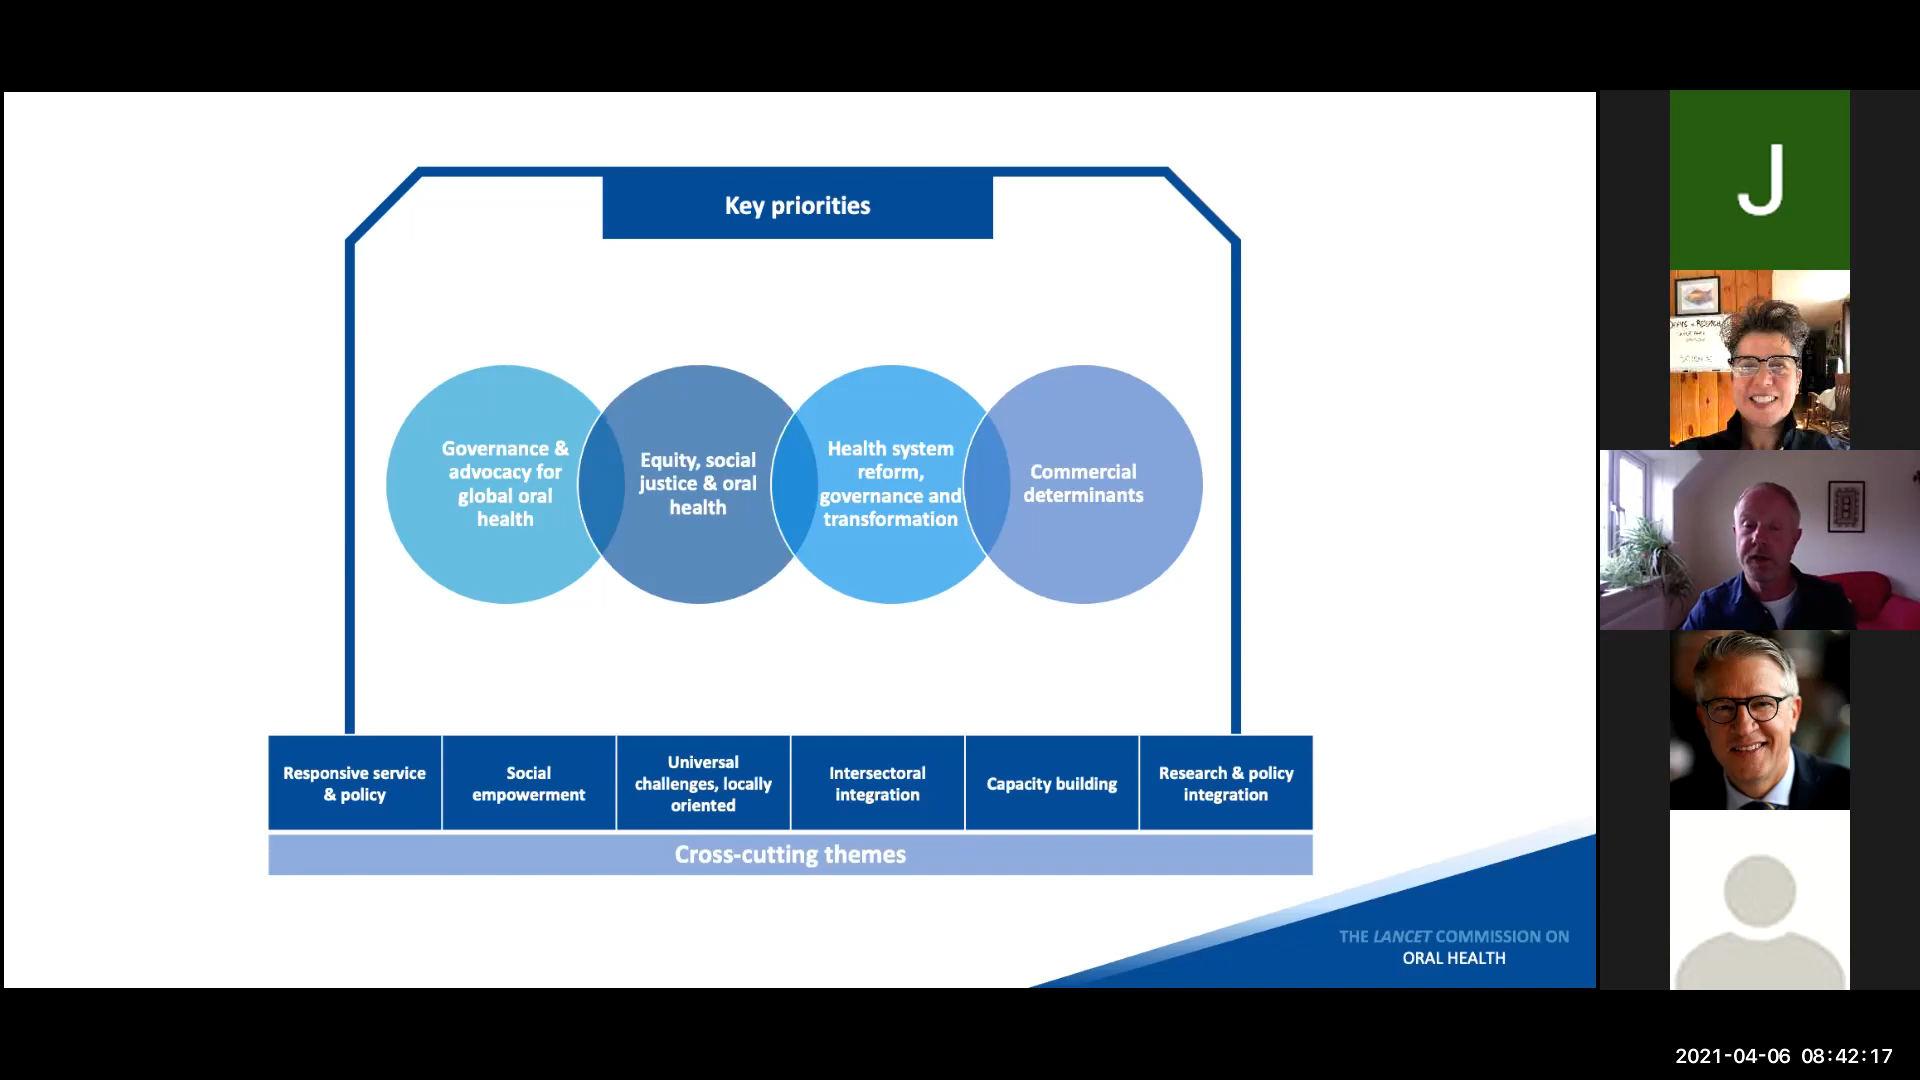 Key priorities
Governance &
advocacy for
global oral
health
Equity, social
justice & oral
health
Health system
reform,
governance and
transformation
Commercial
determinants
Responsive service
& policy
Social
empowerment
Universal
challenges, locally
oriented
Intersectoral
integration
Capacity building
Research & policy
integration
Cross-cutting themes
THE LANCET COMMISSION ON
ORAL HEALTH
J
2021-04-06 08:42:17